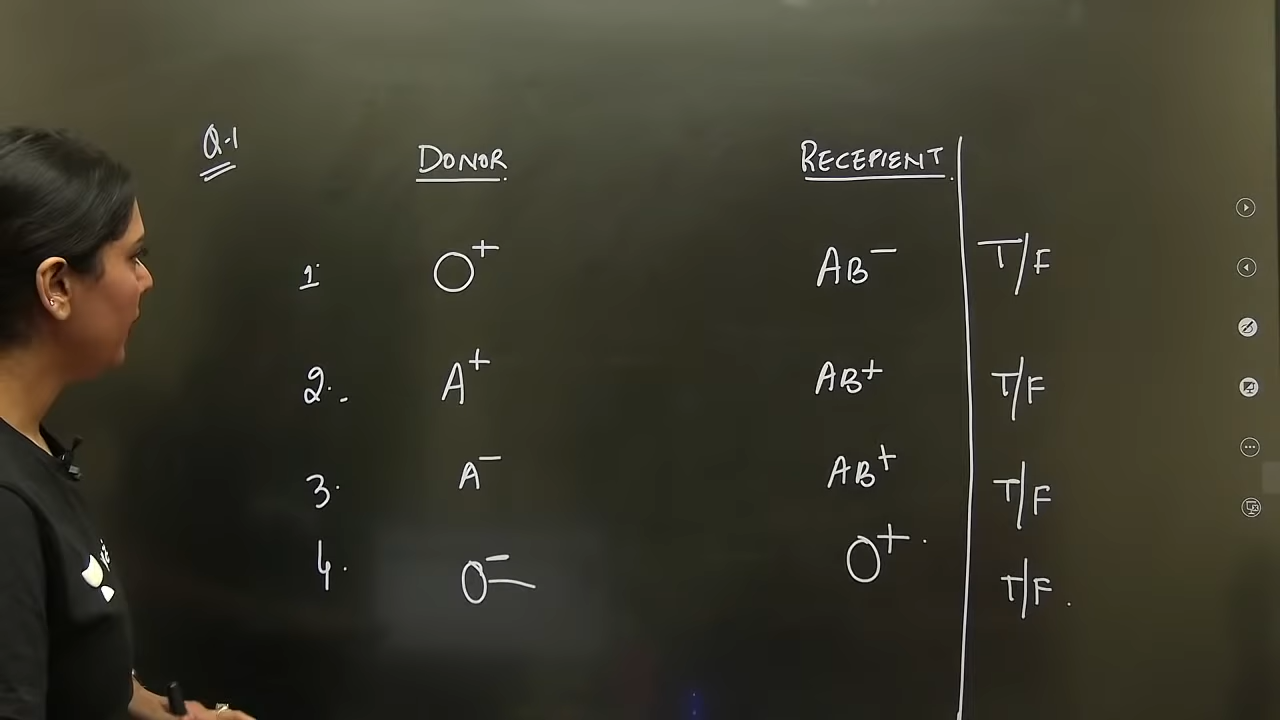 Q.1
DONOR RECEPIENT
1. O+ AB- T/F
2. A+ AB+ T/F
3. A- AB+ T/F
4. O- O+ T/F